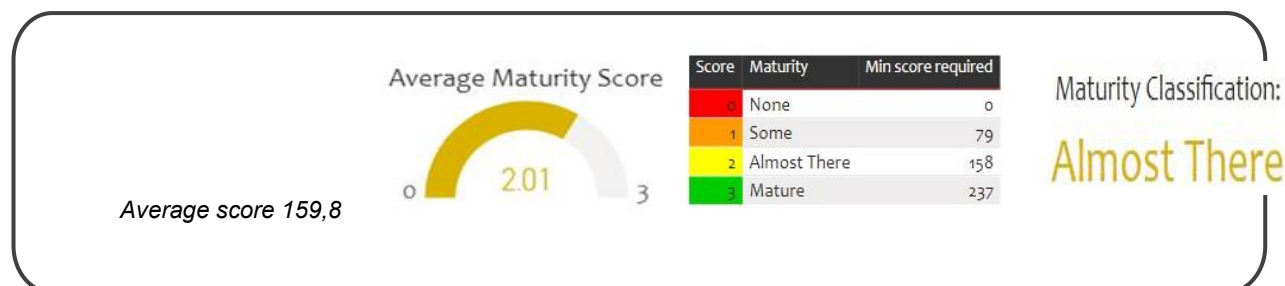 Average Maturity Score
2.01
0
3
Average score 159,8
Score Maturity Min score required
0 None 0
1 Some 79
2 Almost There 158
3 Mature 237
Maturity Classification:
Almost There